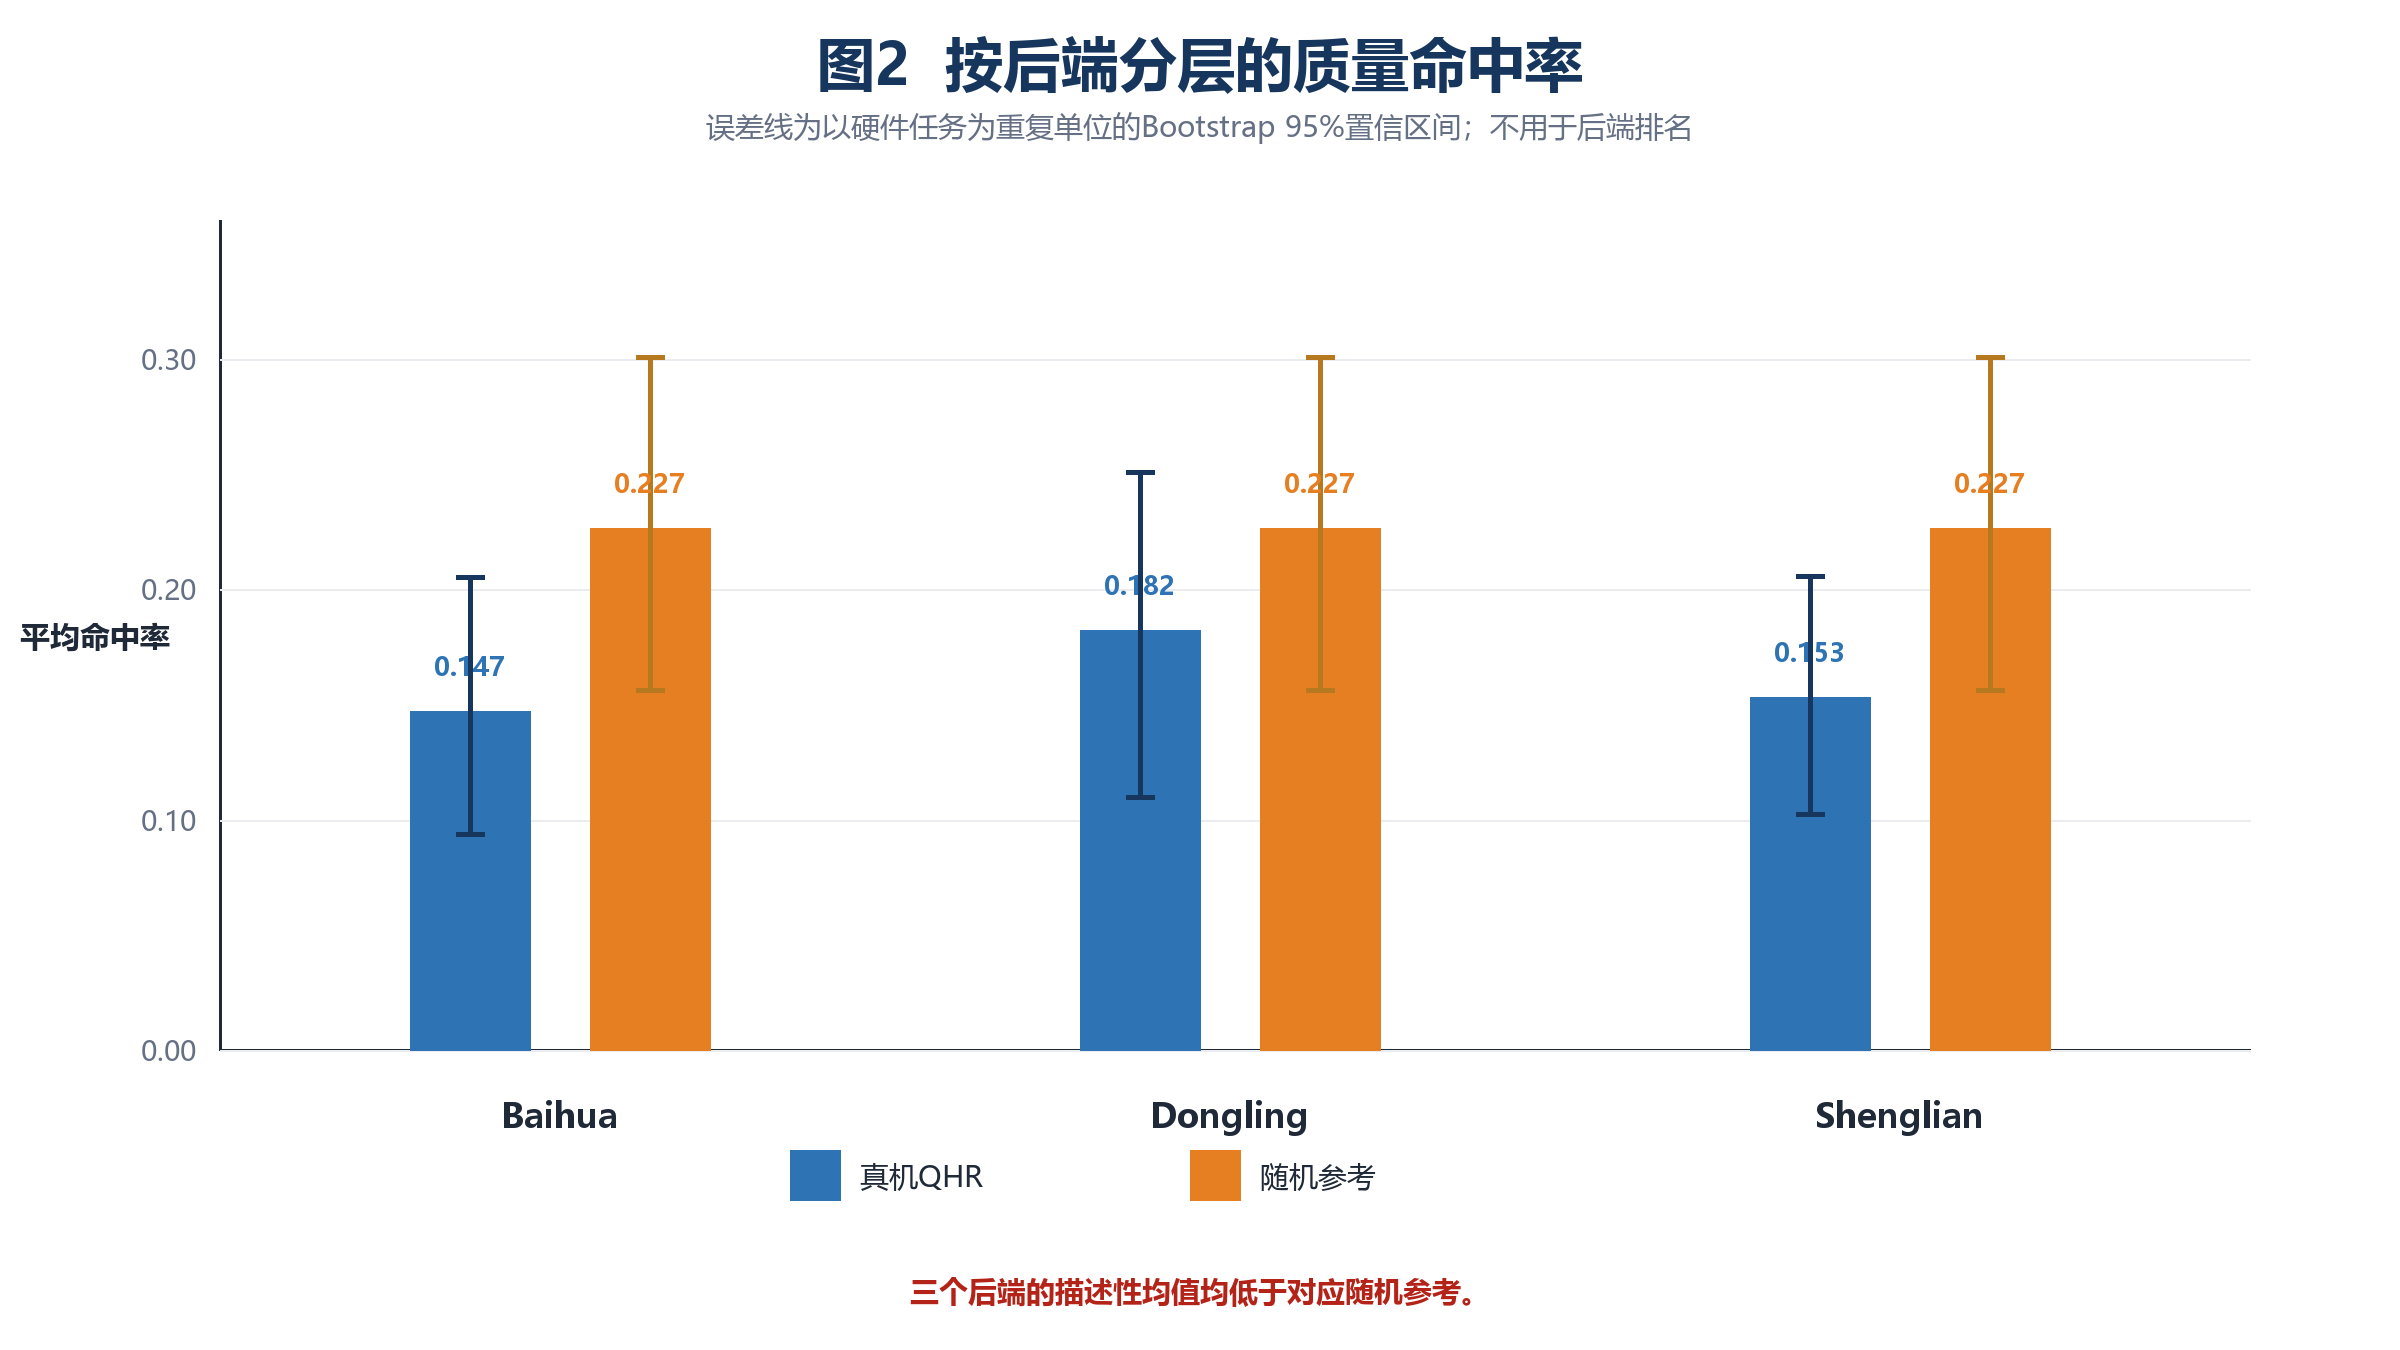 图2 按后端分层的质量命中率
误差线为以硬件任务为重复单位的Bootstrap 95%置信区间；不用于后端排名
0.30
0.227
0.227
0.227
0.20
0.182
平均命中率
0.147
0.153
0.10
0.00
Baihua
Dongling
Shenglian
真机QHR
随机参考
三个后端的描述性均值均低于对应随机参考。